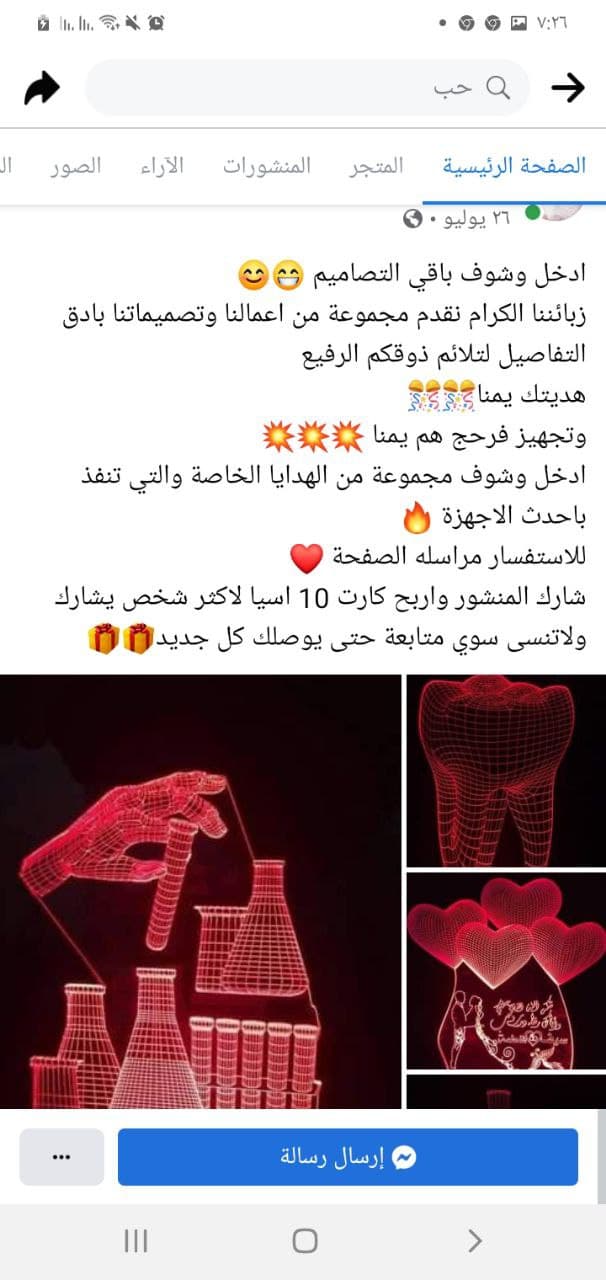 ٧:٢٦
حب
الصفحة الرئيسية
المتجر
المنشورات
الآراء
الصور
ال
٢٦ يوليو •
ادخل وشوف باقي التصاميم 😁😊
زبائننا الكرام نقدم مجموعة من اعمالنا وتصميماتنا بادق
التفاصيل لتلائم ذوقكم الرفيع
هديتك يمنا🎊🎊
وتجهيز فرحج هم يمنا 💥💥💥
ادخل وشوف مجموعة من الهدايا الخاصة والتي تنفذ
باحدث الاجهزة 🔥
للاستفسار مراسله الصفحة ❤️
شارك المنشور واربح كارت 10 اسيا لاكثر شخص يشارك
ولاتنسى سوي متابعة حتى يوصلك كل جديد🎁🎁
إرسال رسالة